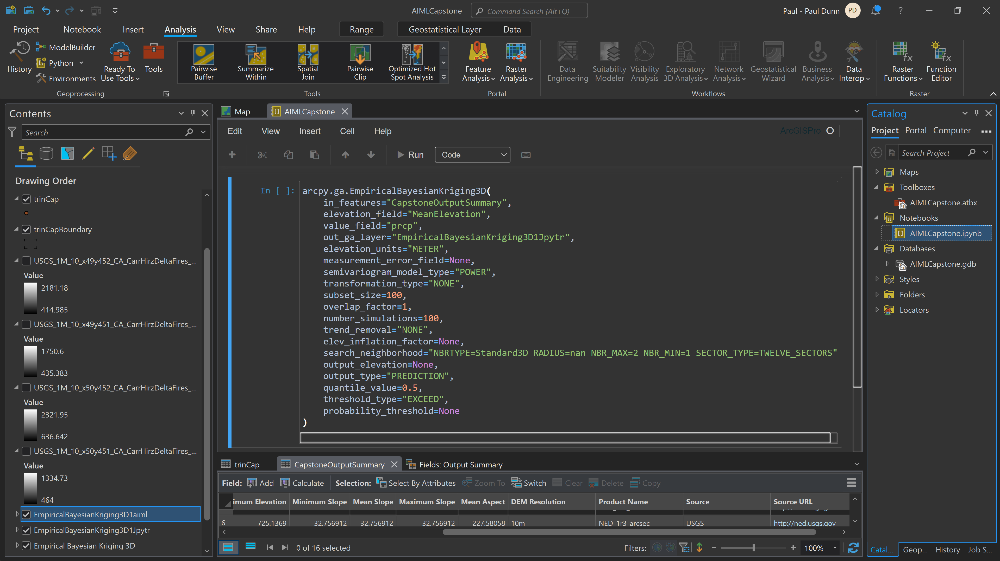 AIMLCapstone
Command Search (Alt+Q)
Paul - Paul Dunn
PD
?
Project
Notebook
Insert
Analysis
View
Share
Help
Range
Geostatistical Layer
Data
History
ModelBuilder
Python
Environments
Ready To
Use Tools
Tools
Geoprocessing
Pairwise
Buffer
Summarize
Within
Spatial
Join
Pairwise
Clip
Optimized Hot
Spot Analysis
Tools
Feature
Analysis
Raster
Analysis
Portal
Data
Engineering
Suitability
Modeler
Visibility
Analysis
Exploratory
3D Analysis
Network
Analysis
Geostatistical
Wizard
Business
Analysis
Data
Interop
Workflows
Raster
Functions
Function
Editor
Raster
Contents
Search
Drawing Order
trinCap
trinCapBoundary
USGS_1M_10_x49y452_CA_CarrHirzDeltaFires_...
Value
2181.18
414.985
USGS_1M_10_x49y451_CA_CarrHirzDeltaFires_...
Value
1750.6
435.383
USGS_1M_10_x50y452_CA_CarrHirzDeltaFires_...
Value
2321.95
636.642
USGS_1M_10_x50y451_CA_CarrHirzDeltaFires_...
Value
1334.73
464
EmpiricalBayesianKriging3D1aiml
EmpiricalBayesianKriging3D1Jpytr
Empirical Bayesian Kriging 3D
Map
AIMLCapstone
Edit
View
Insert
Cell
Help
ArcGISPro
Run
Code
In [ ]:
arcpy.ga.EmpiricalBayesianKriging3D(
in_features="CapstoneOutputSummary",
elevation_field="MeanElevation",
value_field="prcp",
out_ga_layer="EmpiricalBayesianKriging3D1Jpytr",
elevation_units="METER",
measurement_error_field=None,
semivariogram_model_type="POWER",
transformation_type="NONE",
subset_size=100,
overlap_factor=1,
number_simulations=100,
trend_removal="NONE",
elev_inflation_factor=None,
search_neighborhood="NBRTYPE=Standard3D RADIUS=nan NBR_MAX=2 NBR_MIN=1 SECTOR_TYPE=TWELVE_SECTORS"
output_elevation=None,
output_type="PREDICTION",
quantile_value=0.5,
threshold_type="EXCEED",
probability_threshold=None
)
trinCap
CapstoneOutputSummary
Fields: Output Summary
Field:
Add
Calculate
Selection:
Select By Attributes
Zoom To
Switch
Clear
Delete
Copy
imum Elevation
Minimum Slope
Mean Slope
Maximum Slope
Mean Aspect
DEM Resolution
Product Name
Source
Source URL
6
725.1369
32.756912
32.756912
32.756912
227.58058
10m
NED_1r3_arcsec
USGS
http://ned.usgs.gov
0 of 16 selected
Filters:
100%
Catalog
Project
Portal
Computer
...
Search Project
Maps
Toolboxes
AIMLCapstone.atbx
Notebooks
AIMLCapstone.ipynb
Databases
AIMLCapstone.gdb
Styles
Folders
Locators
Catal...
Geop...
History
Job S...